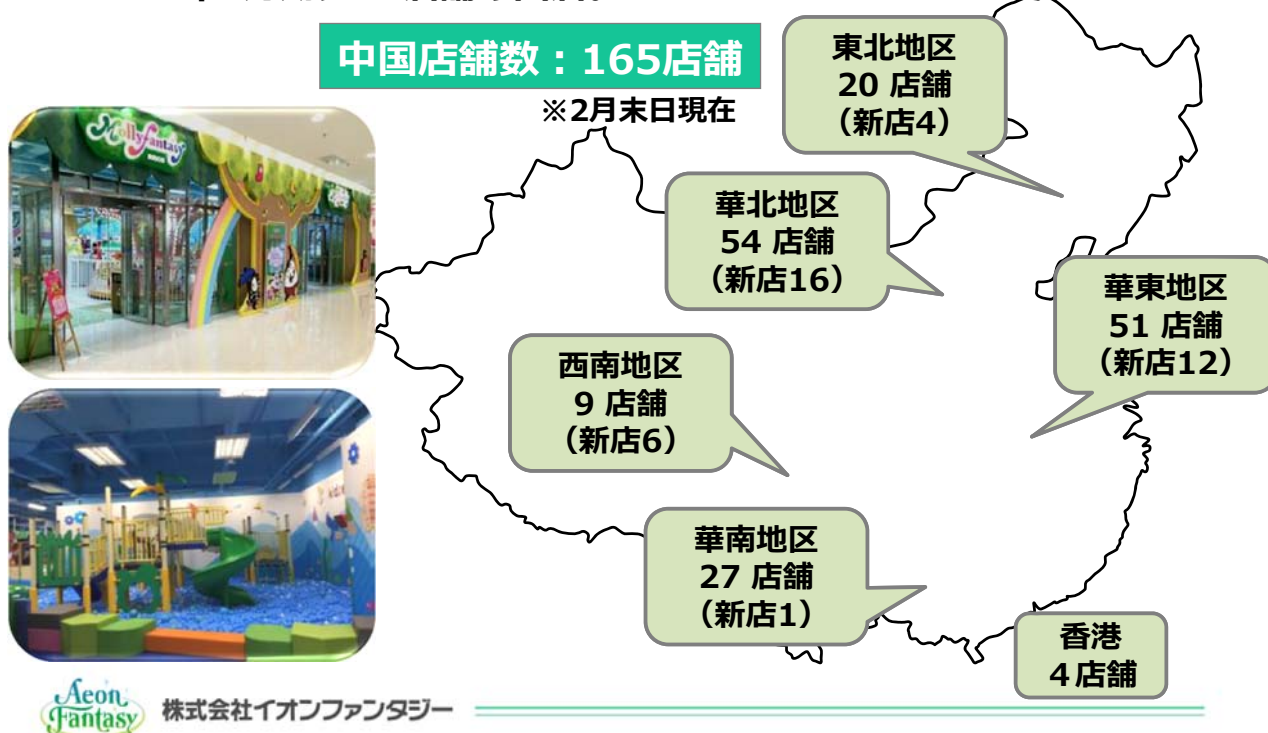 中国店舗数：165店舗
※2月末日現在
東北地区
20 店舗
（新店4）
華北地区
54 店舗
（新店16）
華東地区
51 店舗
（新店12）
西南地区
9 店舗
（新店6）
華南地区
27 店舗
（新店1）
香港
４店舗
Mollyfantasy
Aeon
Fantasy
株式会社イオンファンタジー